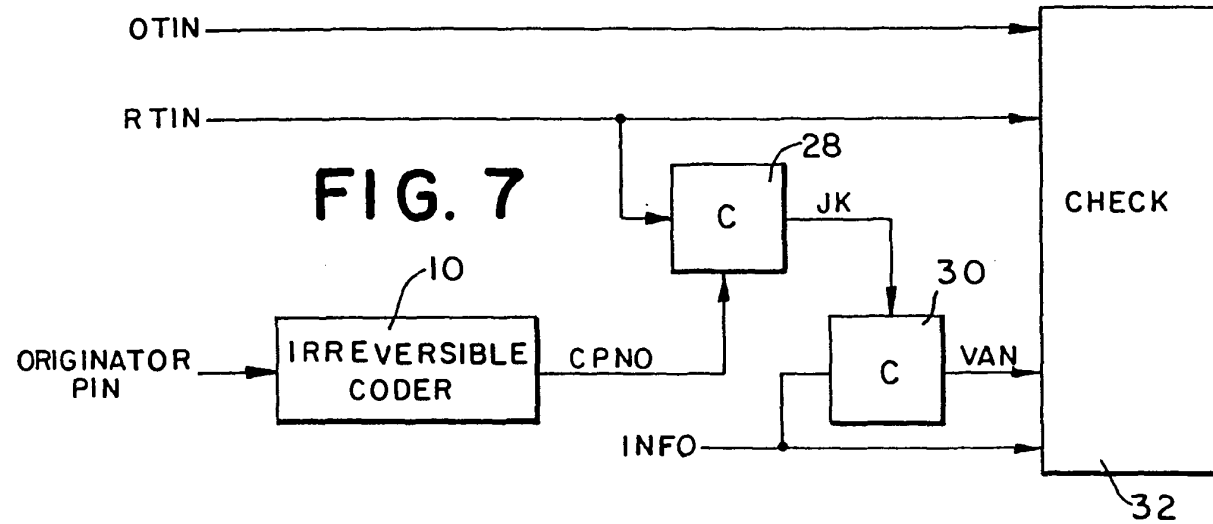 OTIN
RTIN
28
FIG. 7
C
JK
CHECK
10
30
ORIGINATOR
PIN
IRREVERSIBLE
CODER
CPNO
C
VAN
INFO
32